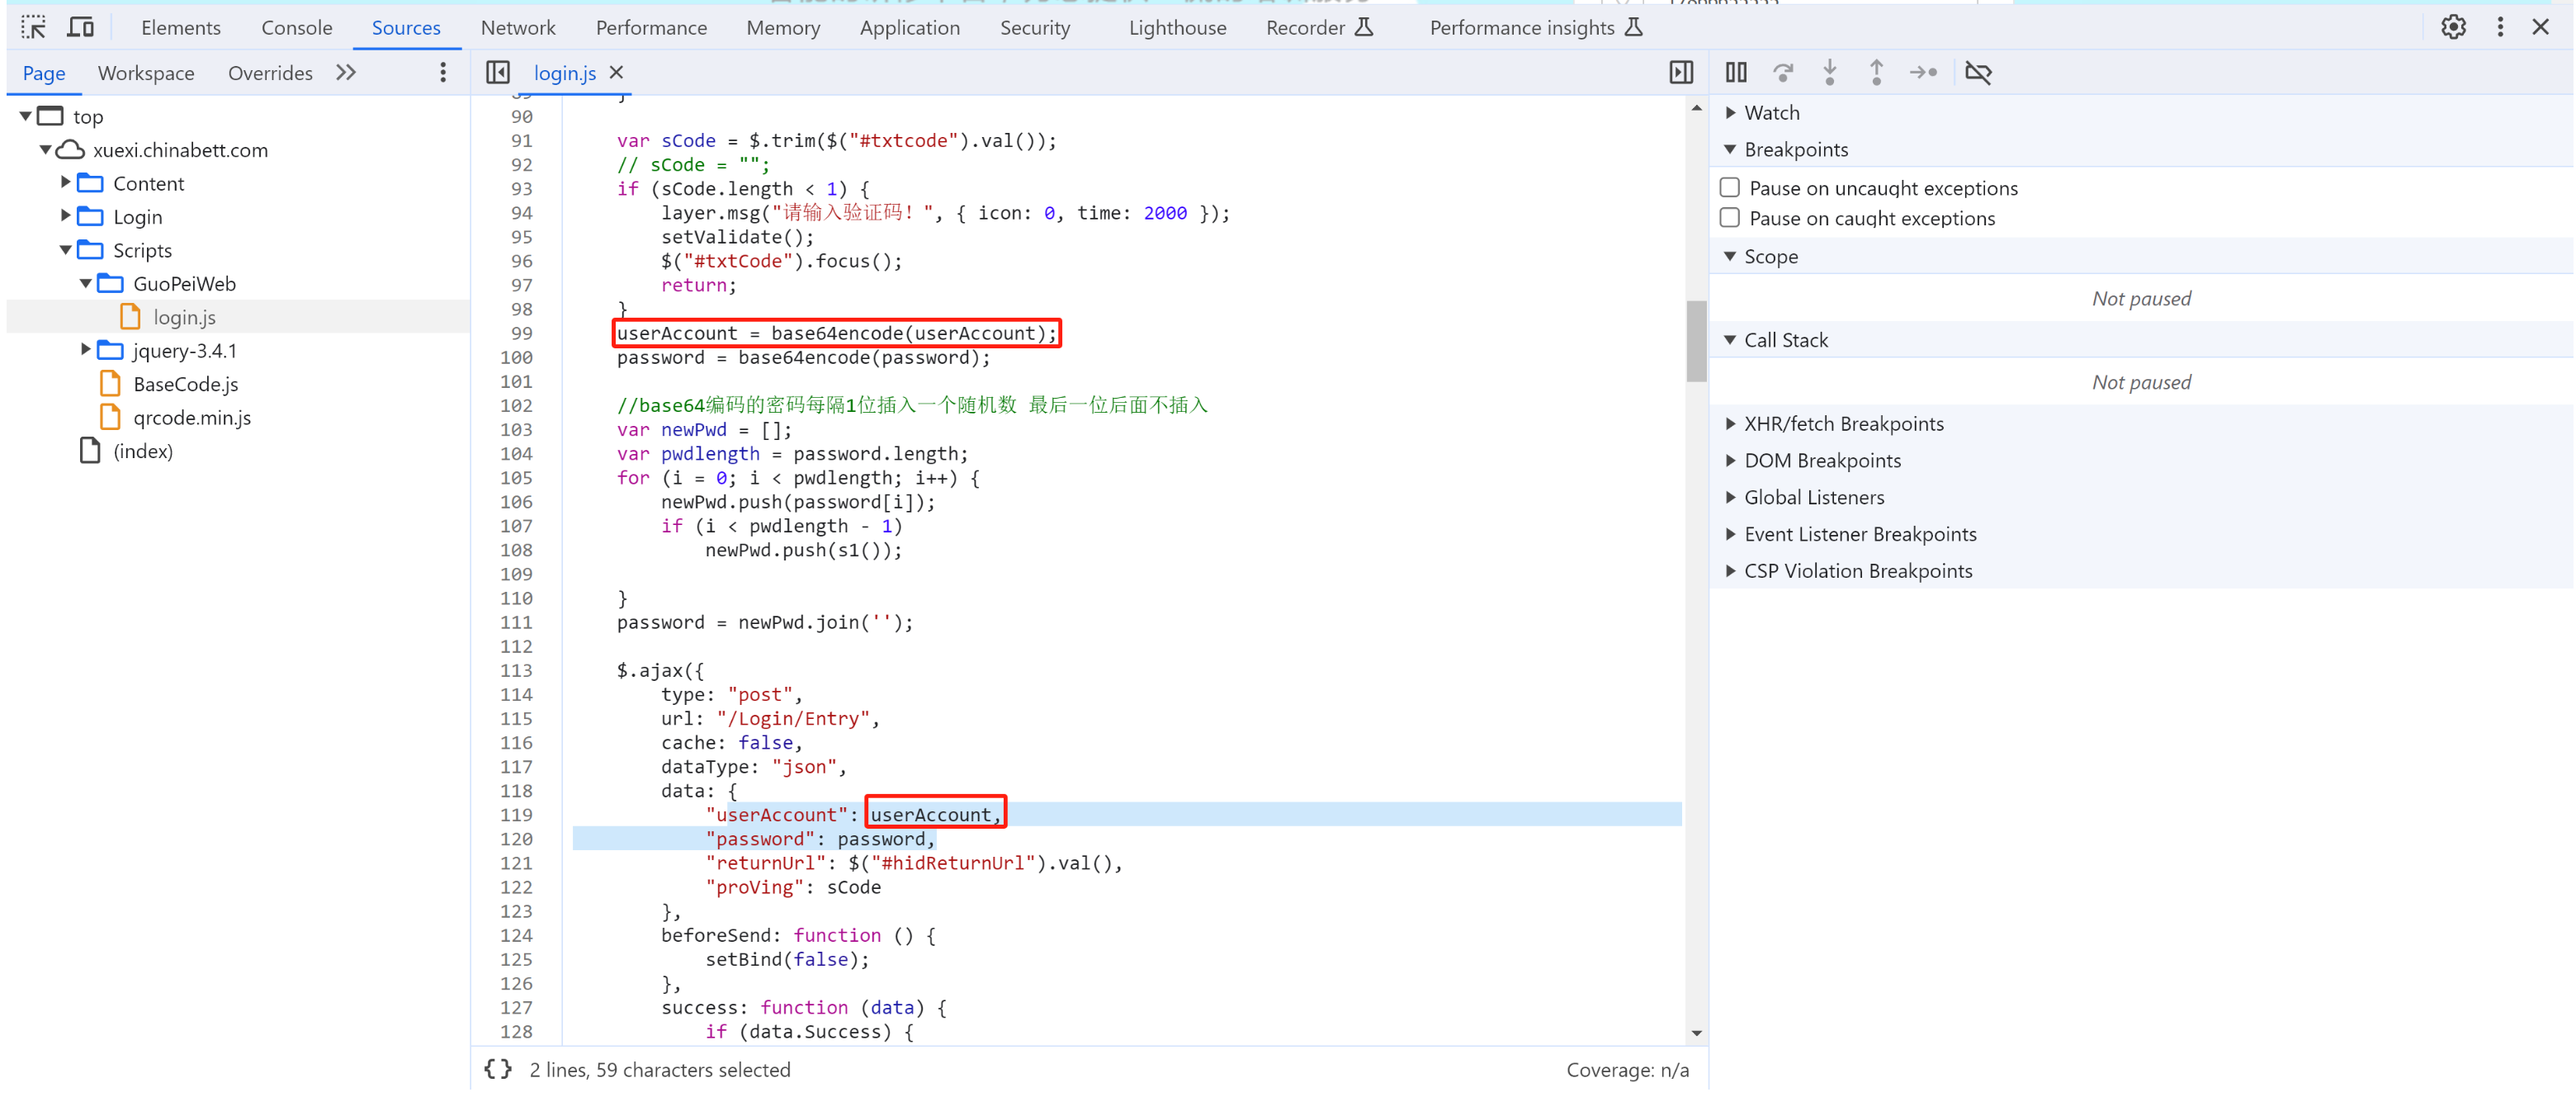 Elements Console Sources Network Performance Memory Application Security Lighthouse Recorder Performance insights
Page Workspace Overrides
top
xuexi.chinabett.com
Content
Login
Scripts
GuoPeiWeb
login.js
jquery-3.4.1
BaseCode.js
qrcode.min.js
(index)
login.js
89 }
90
91 var sCode = $.trim($("#txtcode").val());
92 // sCode = "";
93 if (sCode.length < 1) {
94 layer.msg("请输入验证码！", { icon: 0, time: 2000 });
95 setValidate();
96 $("#txtCode").focus();
97 return;
98 }
99 userAccount = base64encode(userAccount);
100 password = base64encode(password);
101
102 //base64编码的密码每隔1位插入一个随机数 最后一位后面不插入
103 var newPwd = [];
104 var pwdlength = password.length;
105 for (i = 0; i < pwdlength; i++) {
106 newPwd.push(password[i]);
107 if (i < pwdlength - 1)
108 newPwd.push(s1());
109
110 }
111 password = newPwd.join('');
112
113 $.ajax({
114 type: "post",
115 url: "/Login/Entry",
116 cache: false,
117 dataType: "json",
118 data: {
119 "userAccount": userAccount,
120 "password": password,
121 "returnUrl": $("#hidReturnUrl").val(),
122 "proVing": sCode
123 },
124 beforeSend: function () {
125 setBind(false);
126 },
127 success: function (data) {
128 if (data.Success) {
{} 2 lines, 59 characters selected
Coverage: n/a
Watch
Breakpoints
Pause on uncaught exceptions
Pause on caught exceptions
Scope
Not paused
Call Stack
Not paused
XHR/fetch Breakpoints
DOM Breakpoints
Global Listeners
Event Listener Breakpoints
CSP Violation Breakpoints